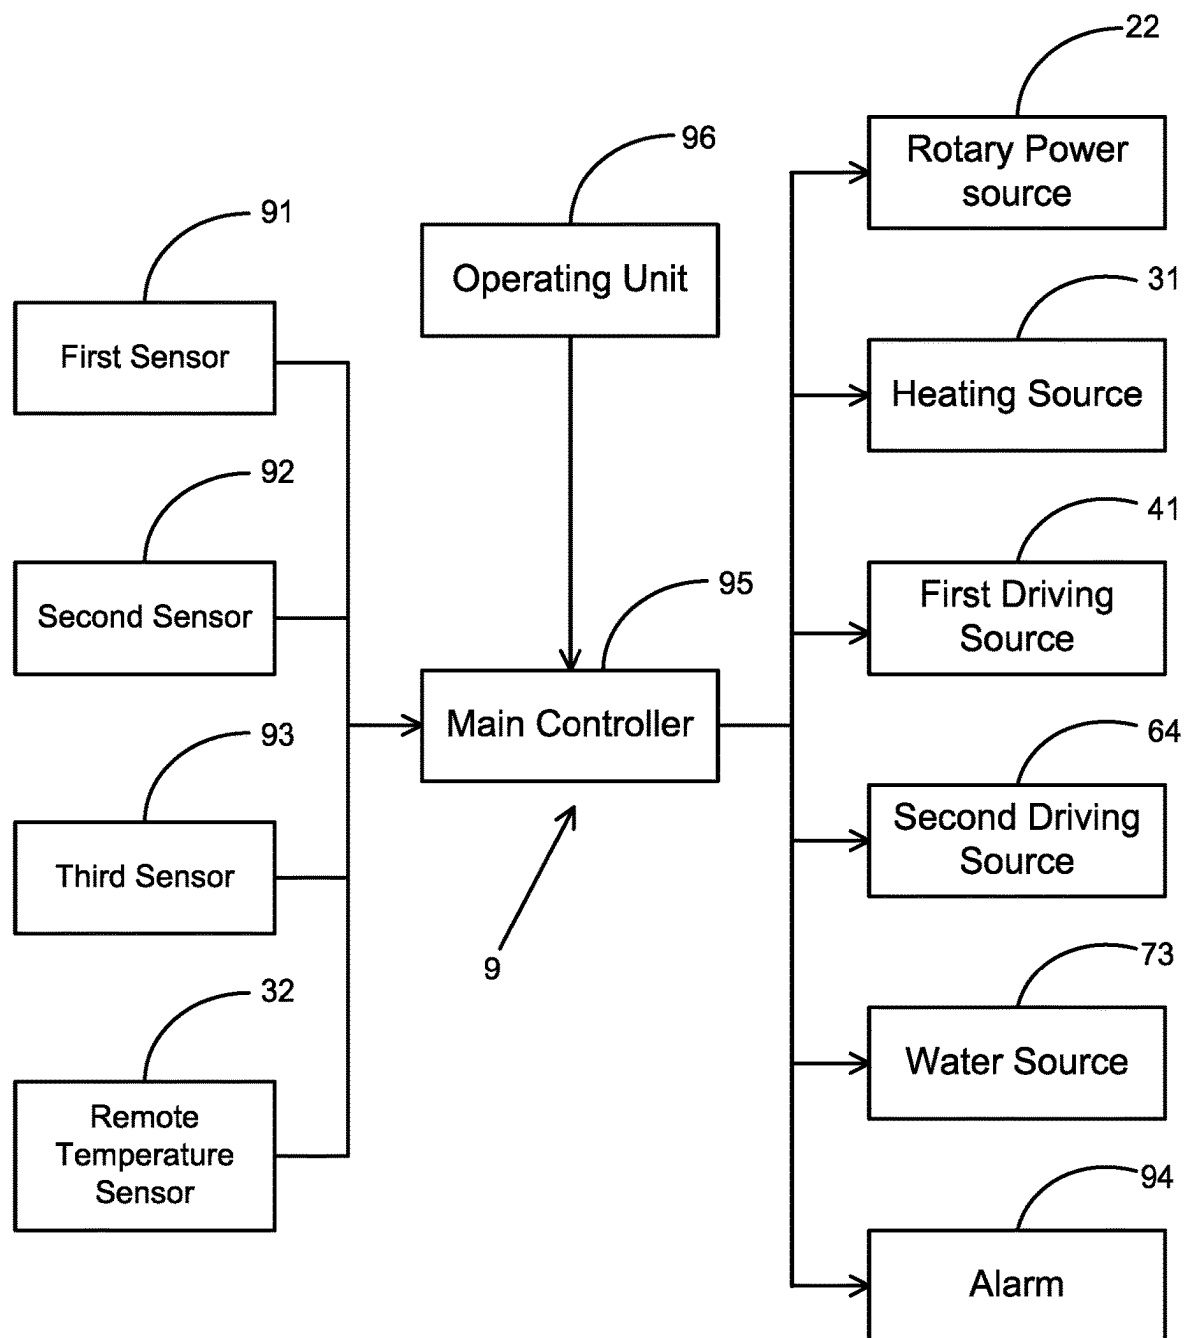 22
Rotary Power
source
96
Operating Unit
91
First Sensor
31
Heating Source
92
Second Sensor
41
First Driving
Source
95
Main Controller
93
Third Sensor
64
Second Driving
Source
9
32
Remote
Temperature
Sensor
73
Water Source
94
Alarm